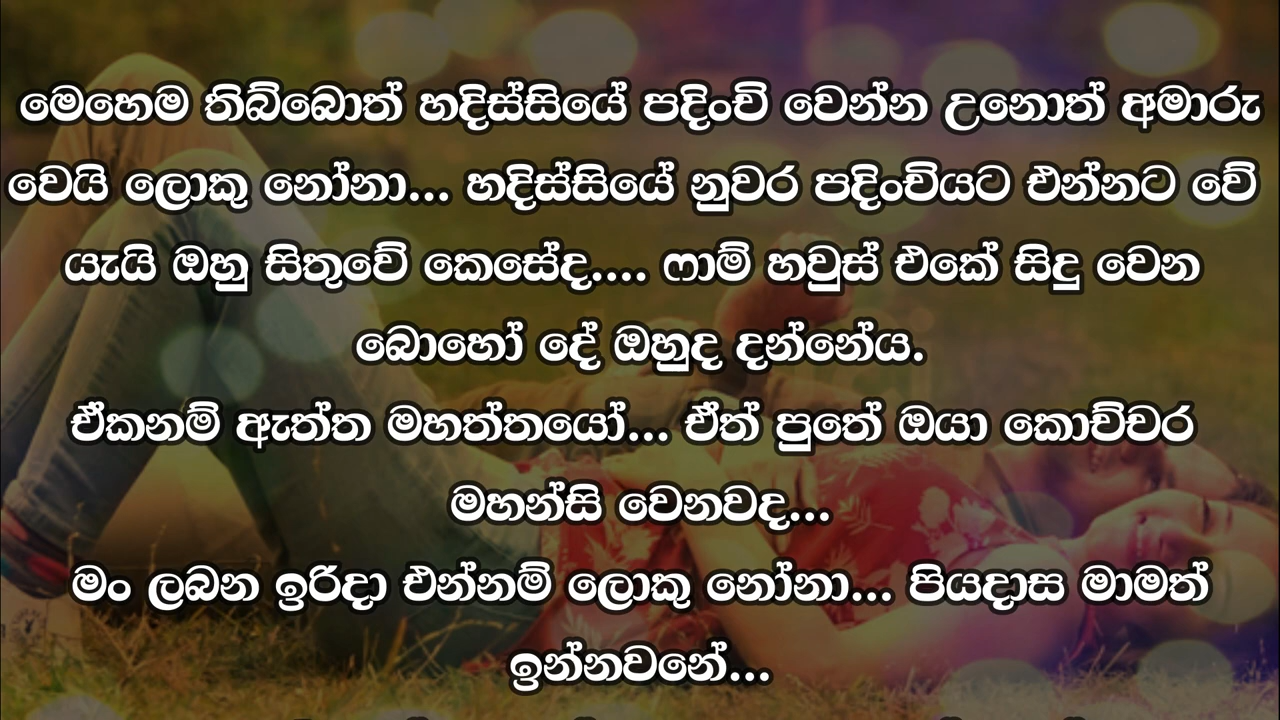 මෙහෙම තිබ්බොත් හදිස්සියේ පදිංචි වෙන්න උනොත් අමාරු
වෙයි ලොකු නෝනා... හදිස්සියේ නුවර පදිංචියට එන්නට වේ
යැයි ඔහු සිතුවේ කෙසේද.... ෆාම් හවුස් එකේ සිදු වෙන
බොහෝ දේ ඔහුද දන්නේය.
ඒකනම් ඇත්ත මහත්තයෝ... ඒත් පුතේ ඔයා කොච්චර
මහන්සි වෙනවද...
මං ලබන ඉරිදා එන්නම් ලොකු නෝනා... පියදාස මාමත්
ඉන්නවනේ...